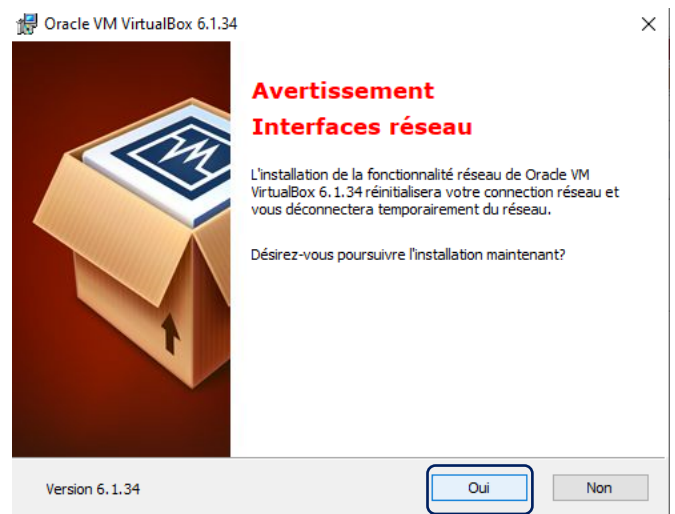 Oracle VM VirtualBox 6.1.34
Avertissement
Interfaces réseau
L'installation de la fonctionnalité réseau de Oracle VM
VirtualBox 6.1.34 réinitialisera votre connection réseau et
vous déconnectera temporairement du réseau.
Désirez-vous poursuivre l'installation maintenant?
Version 6.1.34
Oui
Non